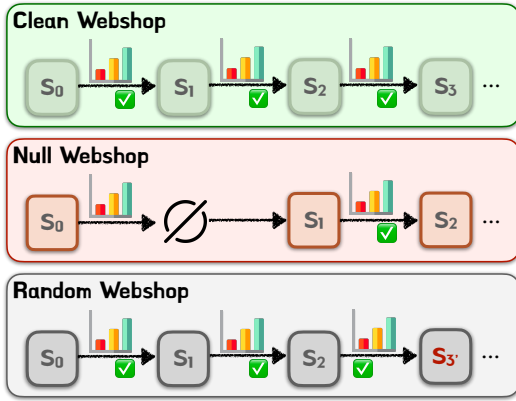 Clean Webshop
S₀ S₁ S₂ S₃ ...
Null Webshop
S₀ ∅ S₁ S₂ ...
Random Webshop
S₀ S₁ S₂ S₃' ...